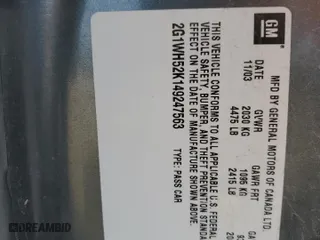 GM
MFD BY GENERAL MOTORS OF CANADA LTD.
DATE GVWR GAWR FRT
11/03 2030 KG 1095 KG
4475 LB 2415 LB
THIS VEHICLE CONFORMS TO ALL APPLICABLE U.S. FEDERAL
VEHICLE SAFETY, BUMPER, AND THEFT PREVENTION STANDA
EFFECT ON THE DATE OF MANUFACTURE SHOWN ABOVE.
2G1WH52K149247563 TYPE: PASS CAR
© CIDREAMBID